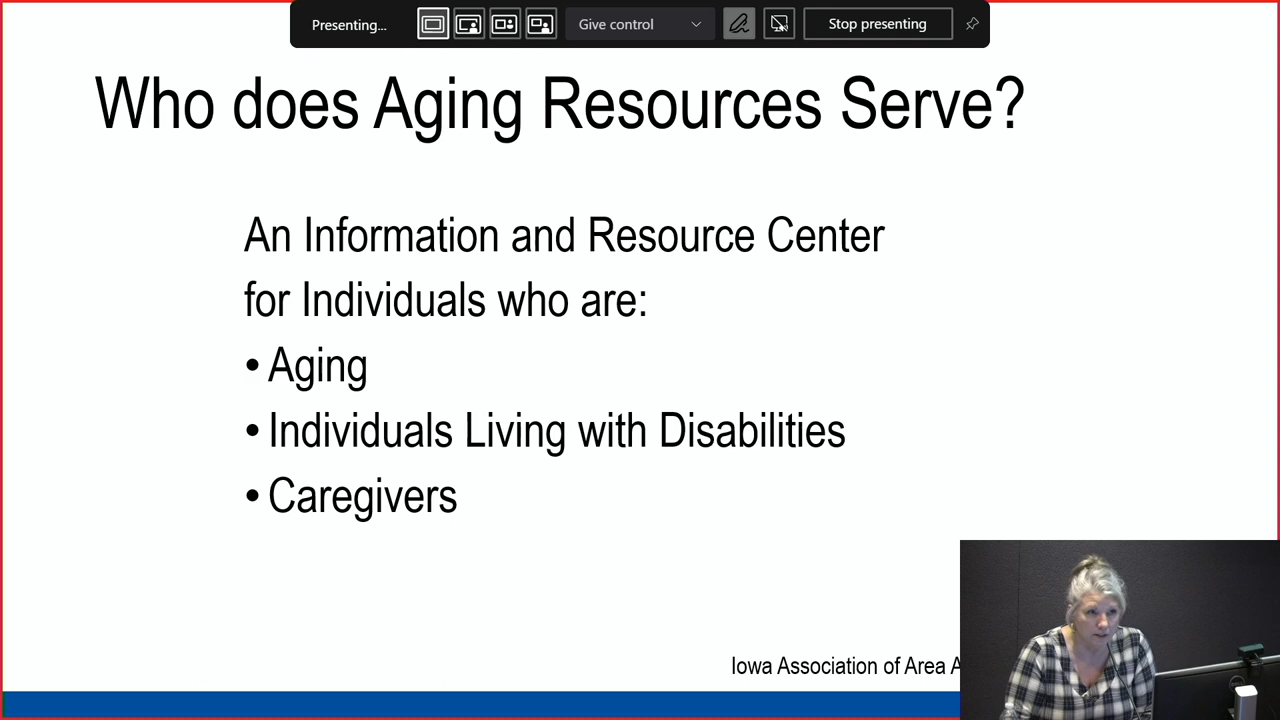 Presenting...
Give control
Stop presenting
Who does Aging Resources Serve?
An Information and Resource Center
for Individuals who are:
• Aging
• Individuals Living with Disabilities
• Caregivers
Iowa Association of Area A